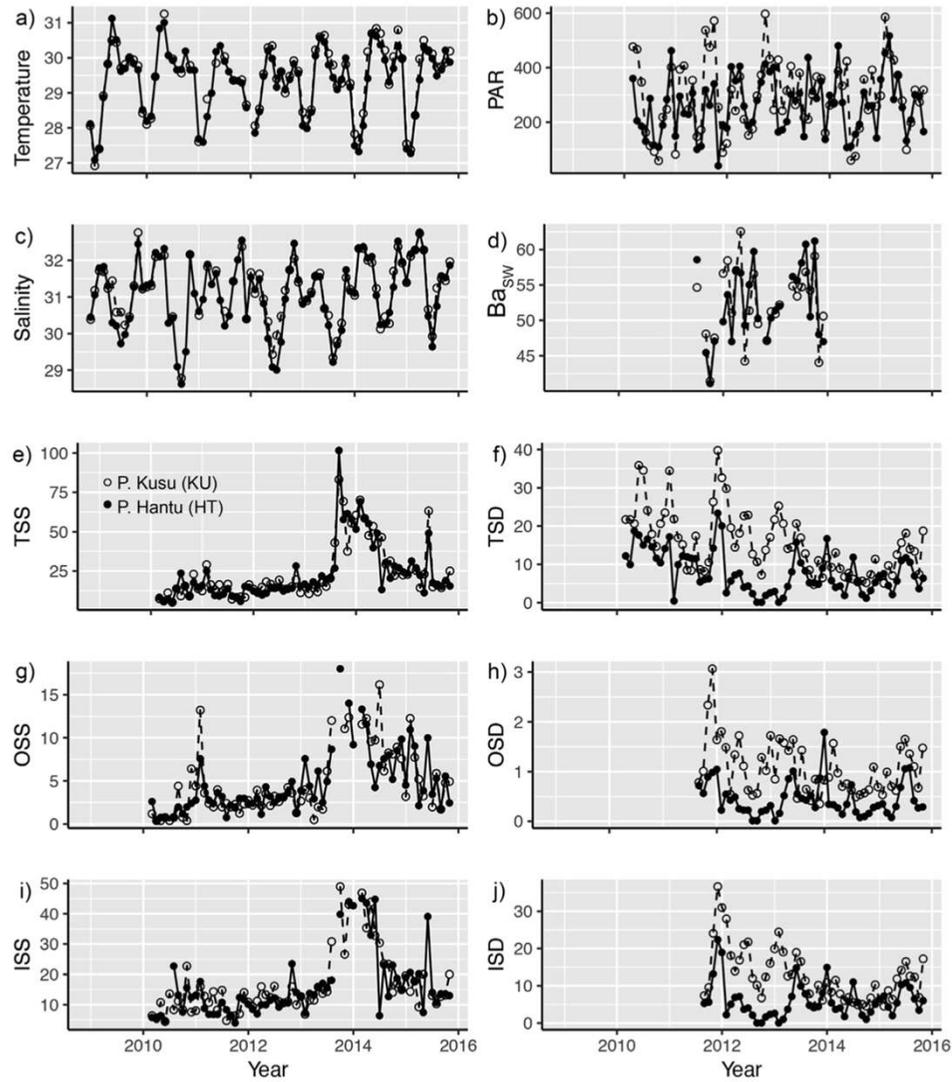 a)
Temperature
31
30
29
28
27
b)
PAR
600
400
200
c)
Salinity
32
31
30
29
d)
Ba_SW
60
55
50
45
e)
TSS
100
75
50
25
P. Kusu (KU)
P. Hantu (HT)
f)
TSD
40
30
20
10
0
g)
OSS
15
10
5
0
h)
OSD
3
2
1
0
i)
ISS
50
40
30
20
10
j)
ISD
30
20
10
0
2010 2012 2014 2016
Year
2010 2012 2014 2016
Year